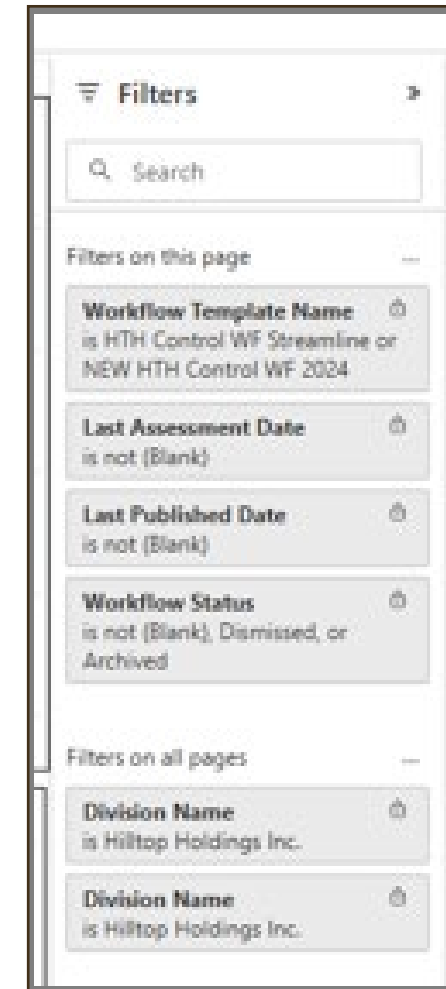 Filters
Search
Filters on this page
Workflow Template Name
is HTH Control WF Streamline or
NEW HTH Control WF 2024
Last Assessment Date
is not (Blank)
Last Published Date
is not (Blank)
Workflow Status
is not (Blank), Dismissed, or
Archived
Filters on all pages
Division Name
is Hilltop Holdings Inc.
Division Name
is Hilltop Holdings Inc.